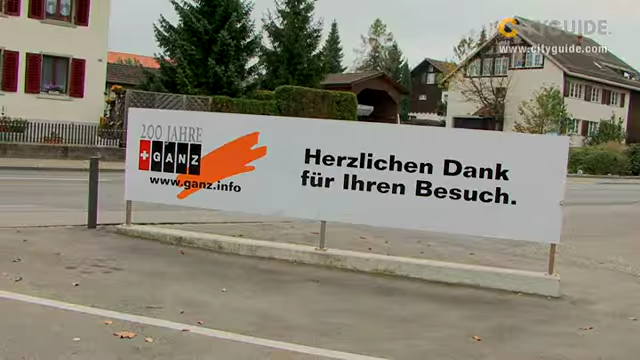 CITYGUIDE.
www.cityguide.com
200 JAHRE
GANZ
www.ganz.info
Herzlichen Dank
für Ihren Besuch.